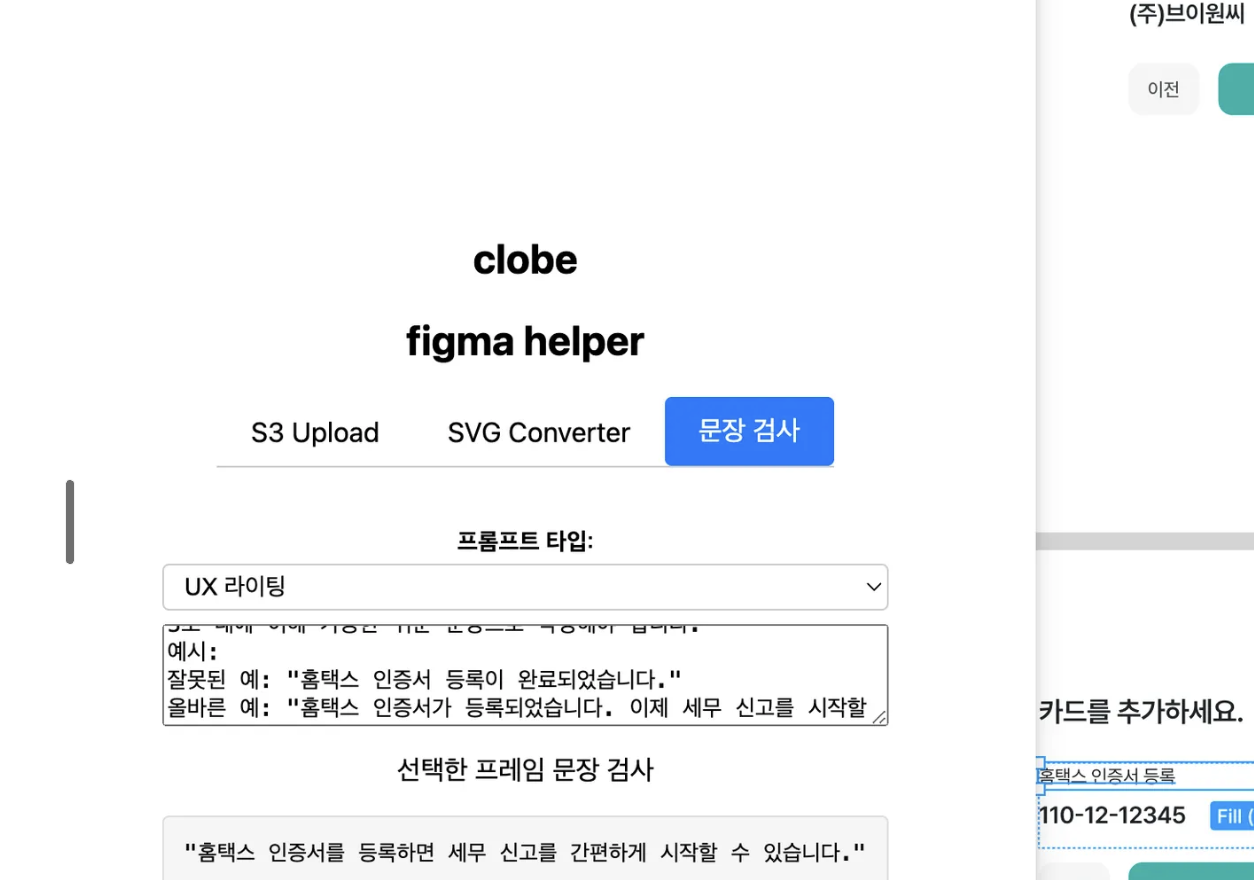 (주)브이원씨
이전
clobe
figma helper
S3 Upload
SVG Converter
문장 검사
프롬프트 타입:
UX 라이팅
예시:
잘못된 예: "홈택스 인증서 등록이 완료되었습니다."
올바른 예: "홈택스 인증서가 등록되었습니다. 이제 세무 신고를 시작할
선택한 프레임 문장 검사
"홈택스 인증서를 등록하면 세무 신고를 간편하게 시작할 수 있습니다."
카드를 추가하세요.
홈택스 인증서 등록
110-12-12345
Fill (